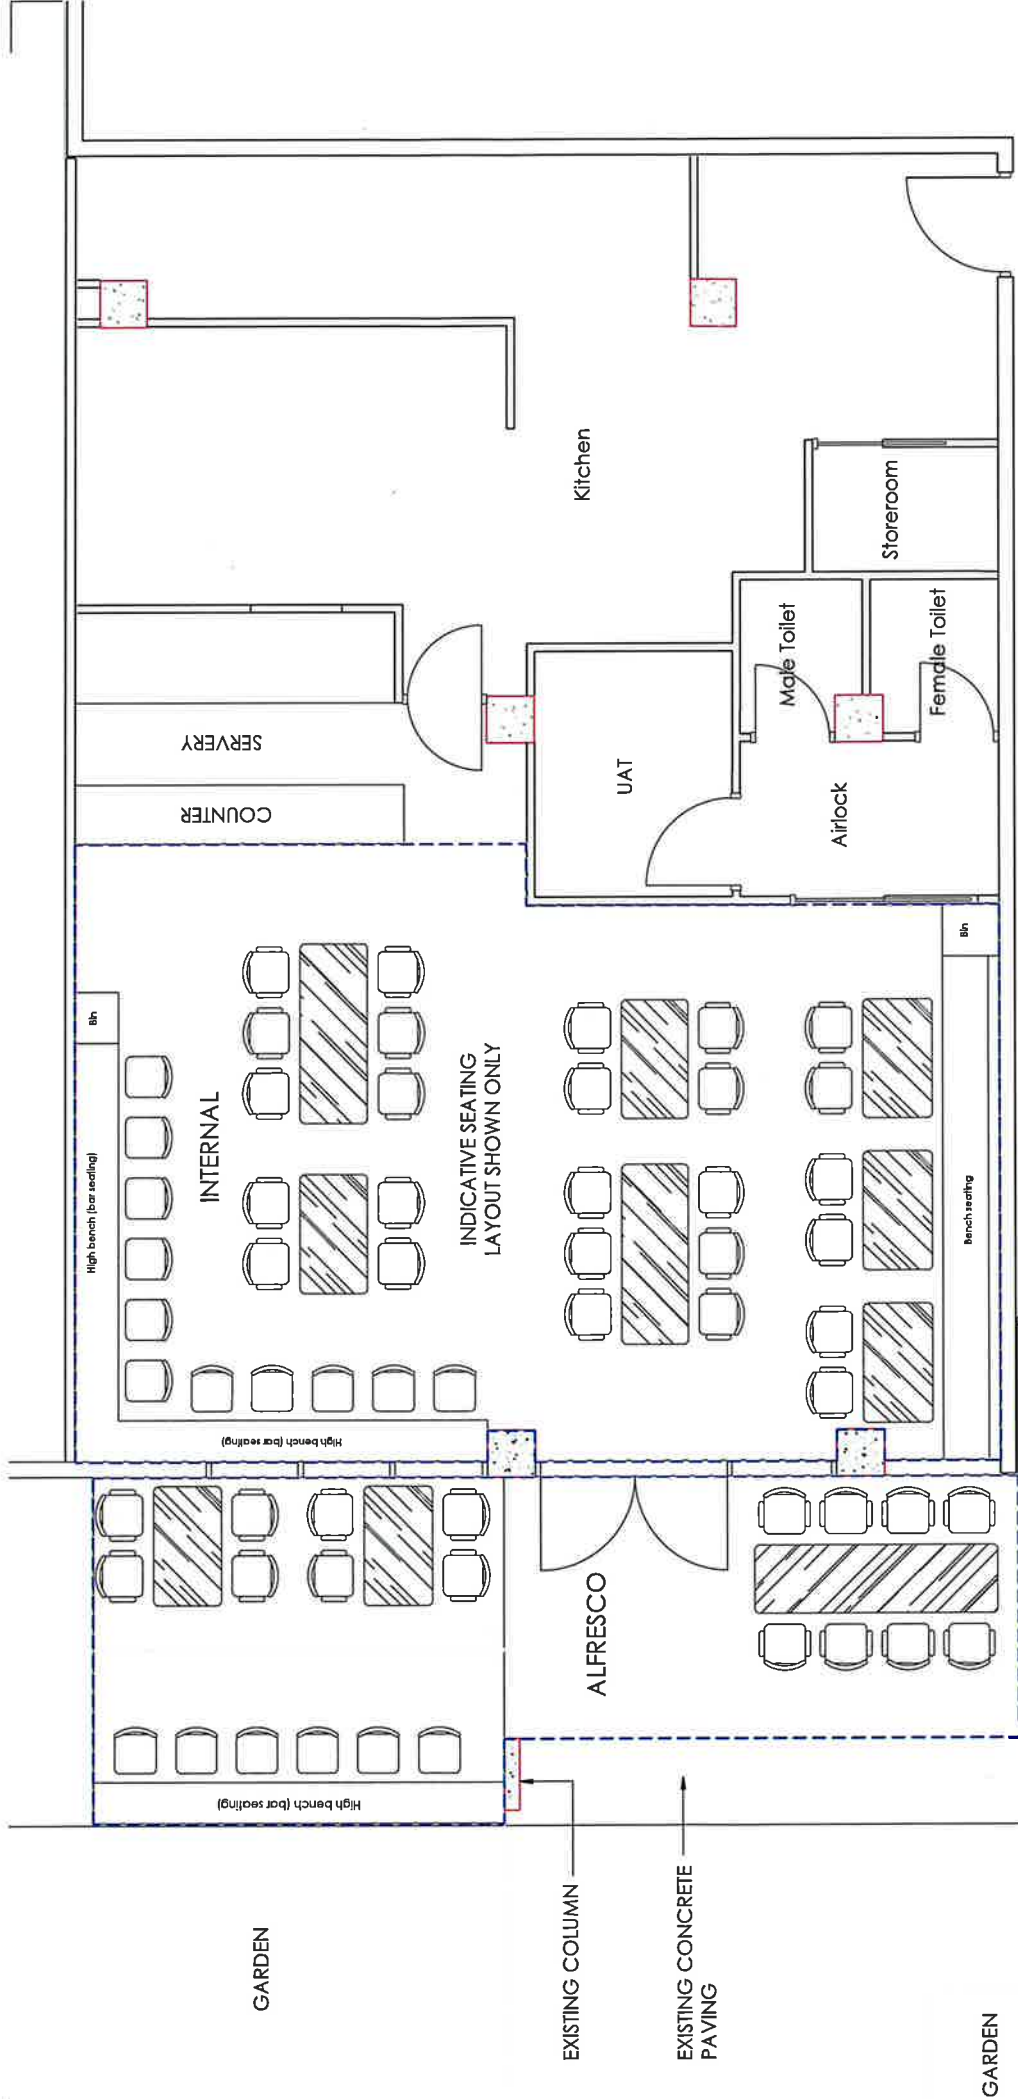 Kitchen
Storeroom
Male Toilet
Female Toilet
SERVERY
COUNTER
UAT
Airlock
Bin
Bin
High bench (bar seating)
INTERNAL
INDICATIVE SEATING
LAYOUT SHOWN ONLY
Bench seating
High bench (bar seating)
ALFRESCO
High bench (bar seating)
GARDEN
EXISTING COLUMN
EXISTING CONCRETE
PAVING
GARDEN